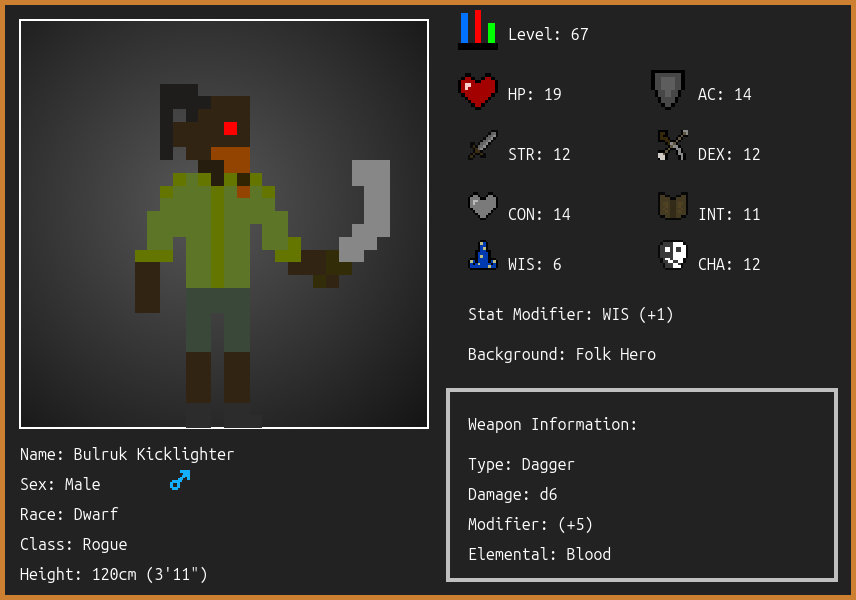 Level: 67
HP: 19
AC: 14
STR: 12
DEX: 12
CON: 14
INT: 11
WIS: 6
CHA: 12
Stat Modifier: WIS (+1)
Background: Folk Hero
Weapon Information:
Type: Dagger
Damage: d6
Modifier: (+5)
Elemental: Blood
Name: Bulruk Kicklighter
Sex: Male
Race: Dwarf
Class: Rogue
Height: 120cm (3'11")